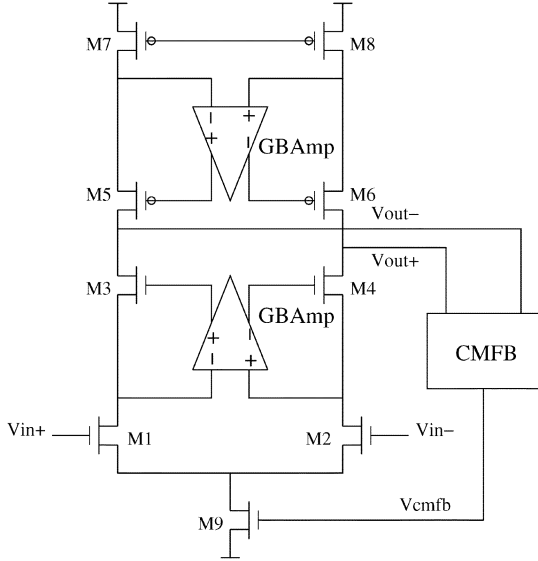 M7 M8
− +
+ − GBAmp
M5 M6
Vout−
Vout+
M3 M4
GBAmp
+ −
− +
CMFB
Vin+ M1 M2 Vin−
Vcmfb
M9